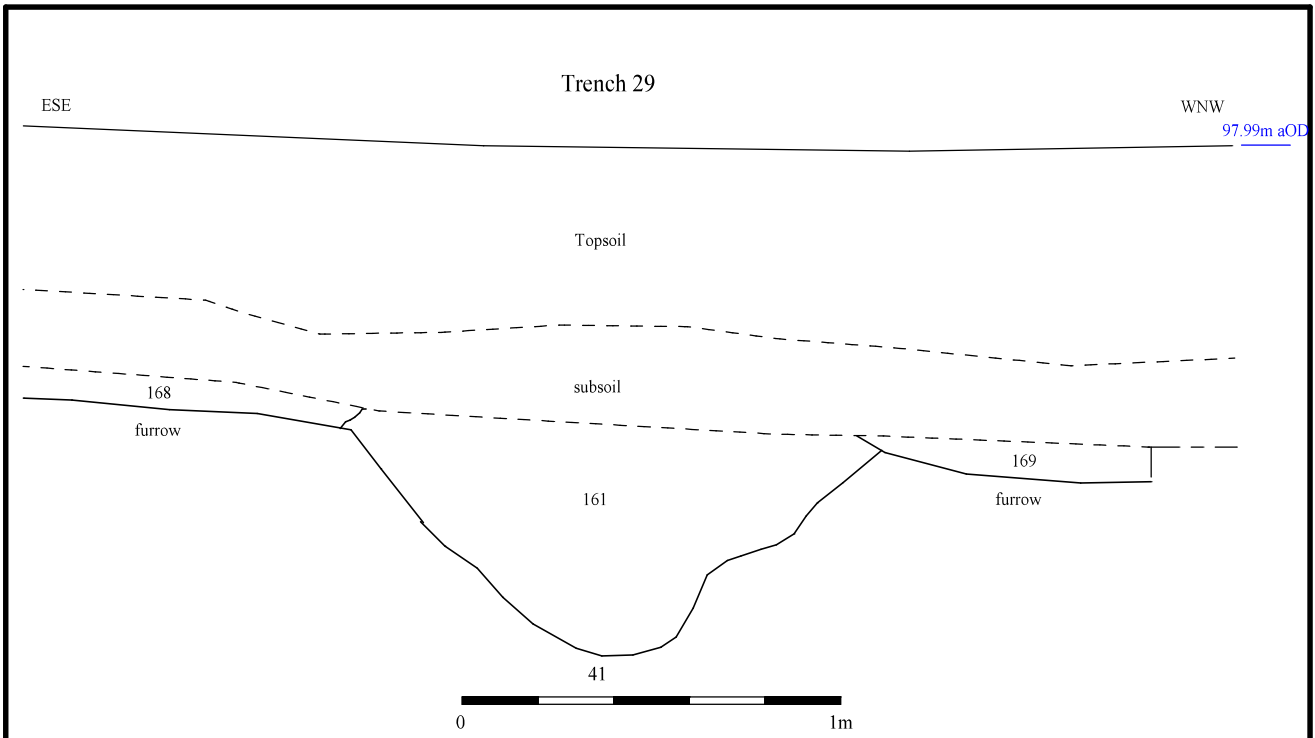 Trench 29
ESE
WNW
97.99m aOD
Topsoil
subsoil
168
furrow
169
furrow
161
41
0
1m